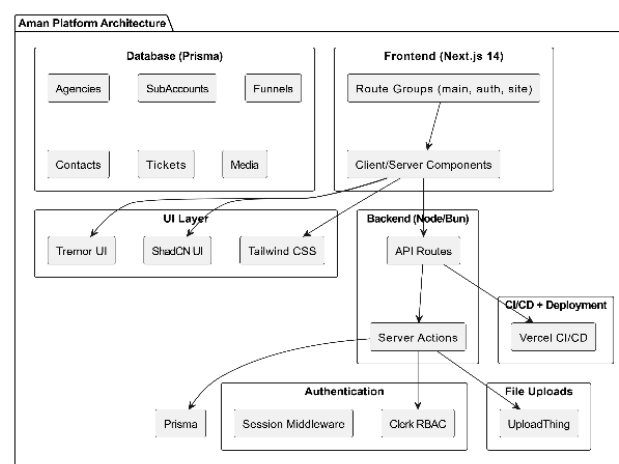 Aman Platform Architecture
Database (Prisma)
Agencies
SubAccounts
Funnels
Contacts
Tickets
Media
Frontend (Next.js 14)
Route Groups (main, auth, site)
Client/Server Components
UI Layer
Tremor UI
ShadCN UI
Tailwind CSS
Backend (Node/Bun)
API Routes
Server Actions
CI/CD + Deployment
Vercel CI/CD
Prisma
Authentication
Session Middleware
Clerk RBAC
File Uploads
UploadThing